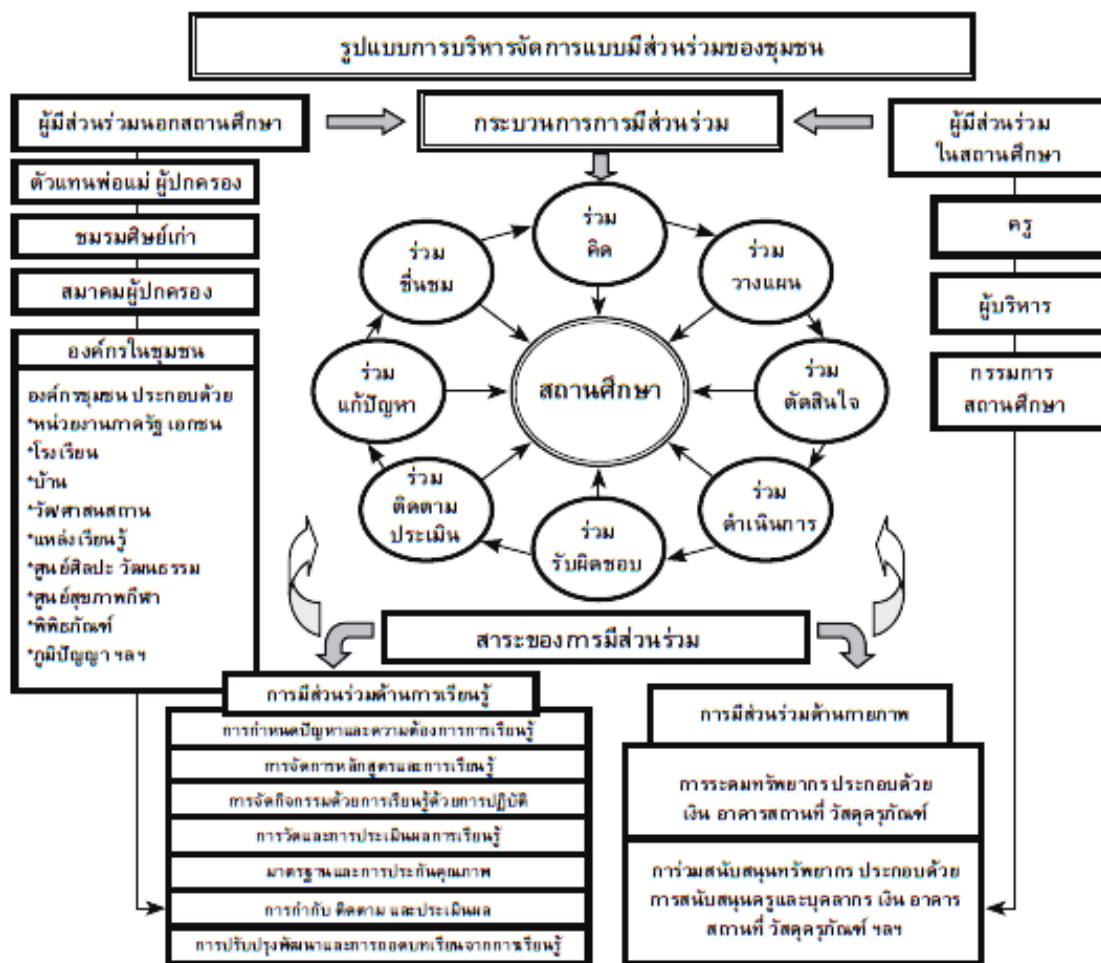 รูปแบบการบริหารจัดการแบบมีส่วนร่วมของชุมชน
ผู้มีส่วนร่วมนอกสถานศึกษา
กระบวนการการมีส่วนร่วม
ผู้มีส่วนร่วม
ในสถานศึกษา
ตัวแทนพ่อแม่ ผู้ปกครอง
ชมรมศิษย์เก่า
สมาคมผู้ปกครอง
องค์กรในชุมชน
องค์กรชุมชน ประกอบด้วย
*หน่วยงานภาครัฐ เอกชน
*โรงเรียน
*บ้าน
*วัด/ศาสนสถาน
*แหล่งเรียนรู้
*ศูนย์ศิลปะ วัฒนธรรม
*ศูนย์สุขภาพกีฬา
*พิพิธภัณฑ์
*ภูมิปัญญา ฯลฯ
ร่วม
คิด
ร่วม
วางแผน
ร่วม
ตัดสินใจ
ร่วม
ดำเนินการ
ร่วม
รับผิดชอบ
ร่วม
ติดตาม
ประเมิน
ร่วม
แก้ปัญหา
ร่วม
ชื่นชม
สถานศึกษา
ครู
ผู้บริหาร
กรรมการ
สถานศึกษา
สาระของการมีส่วนร่วม
การมีส่วนร่วมด้านการเรียนรู้
การกำหนดปัญหาและความต้องการการเรียนรู้
การจัดการหลักสูตรและการเรียนรู้
การจัดกิจกรรมด้วยการเรียนรู้ด้วยการปฏิบัติ
การวัดและการประเมินผลการเรียนรู้
มาตรฐานและการประกันคุณภาพ
การกำกับ ติดตาม และประเมินผล
การปรับปรุงพัฒนาและการถอดบทเรียนจากการเรียนรู้
การมีส่วนร่วมด้านกายภาพ
การระดมทรัพยากร ประกอบด้วย
เงิน อาคารสถานที่ วัสดุครุภัณฑ์
การ่วมสนับสนุนทรัพยากร ประกอบด้วย
การสนับสนุนครูและบุคลากร เงิน อาคาร
สถานที่ วัสดุครุภัณฑ์ ฯลฯ